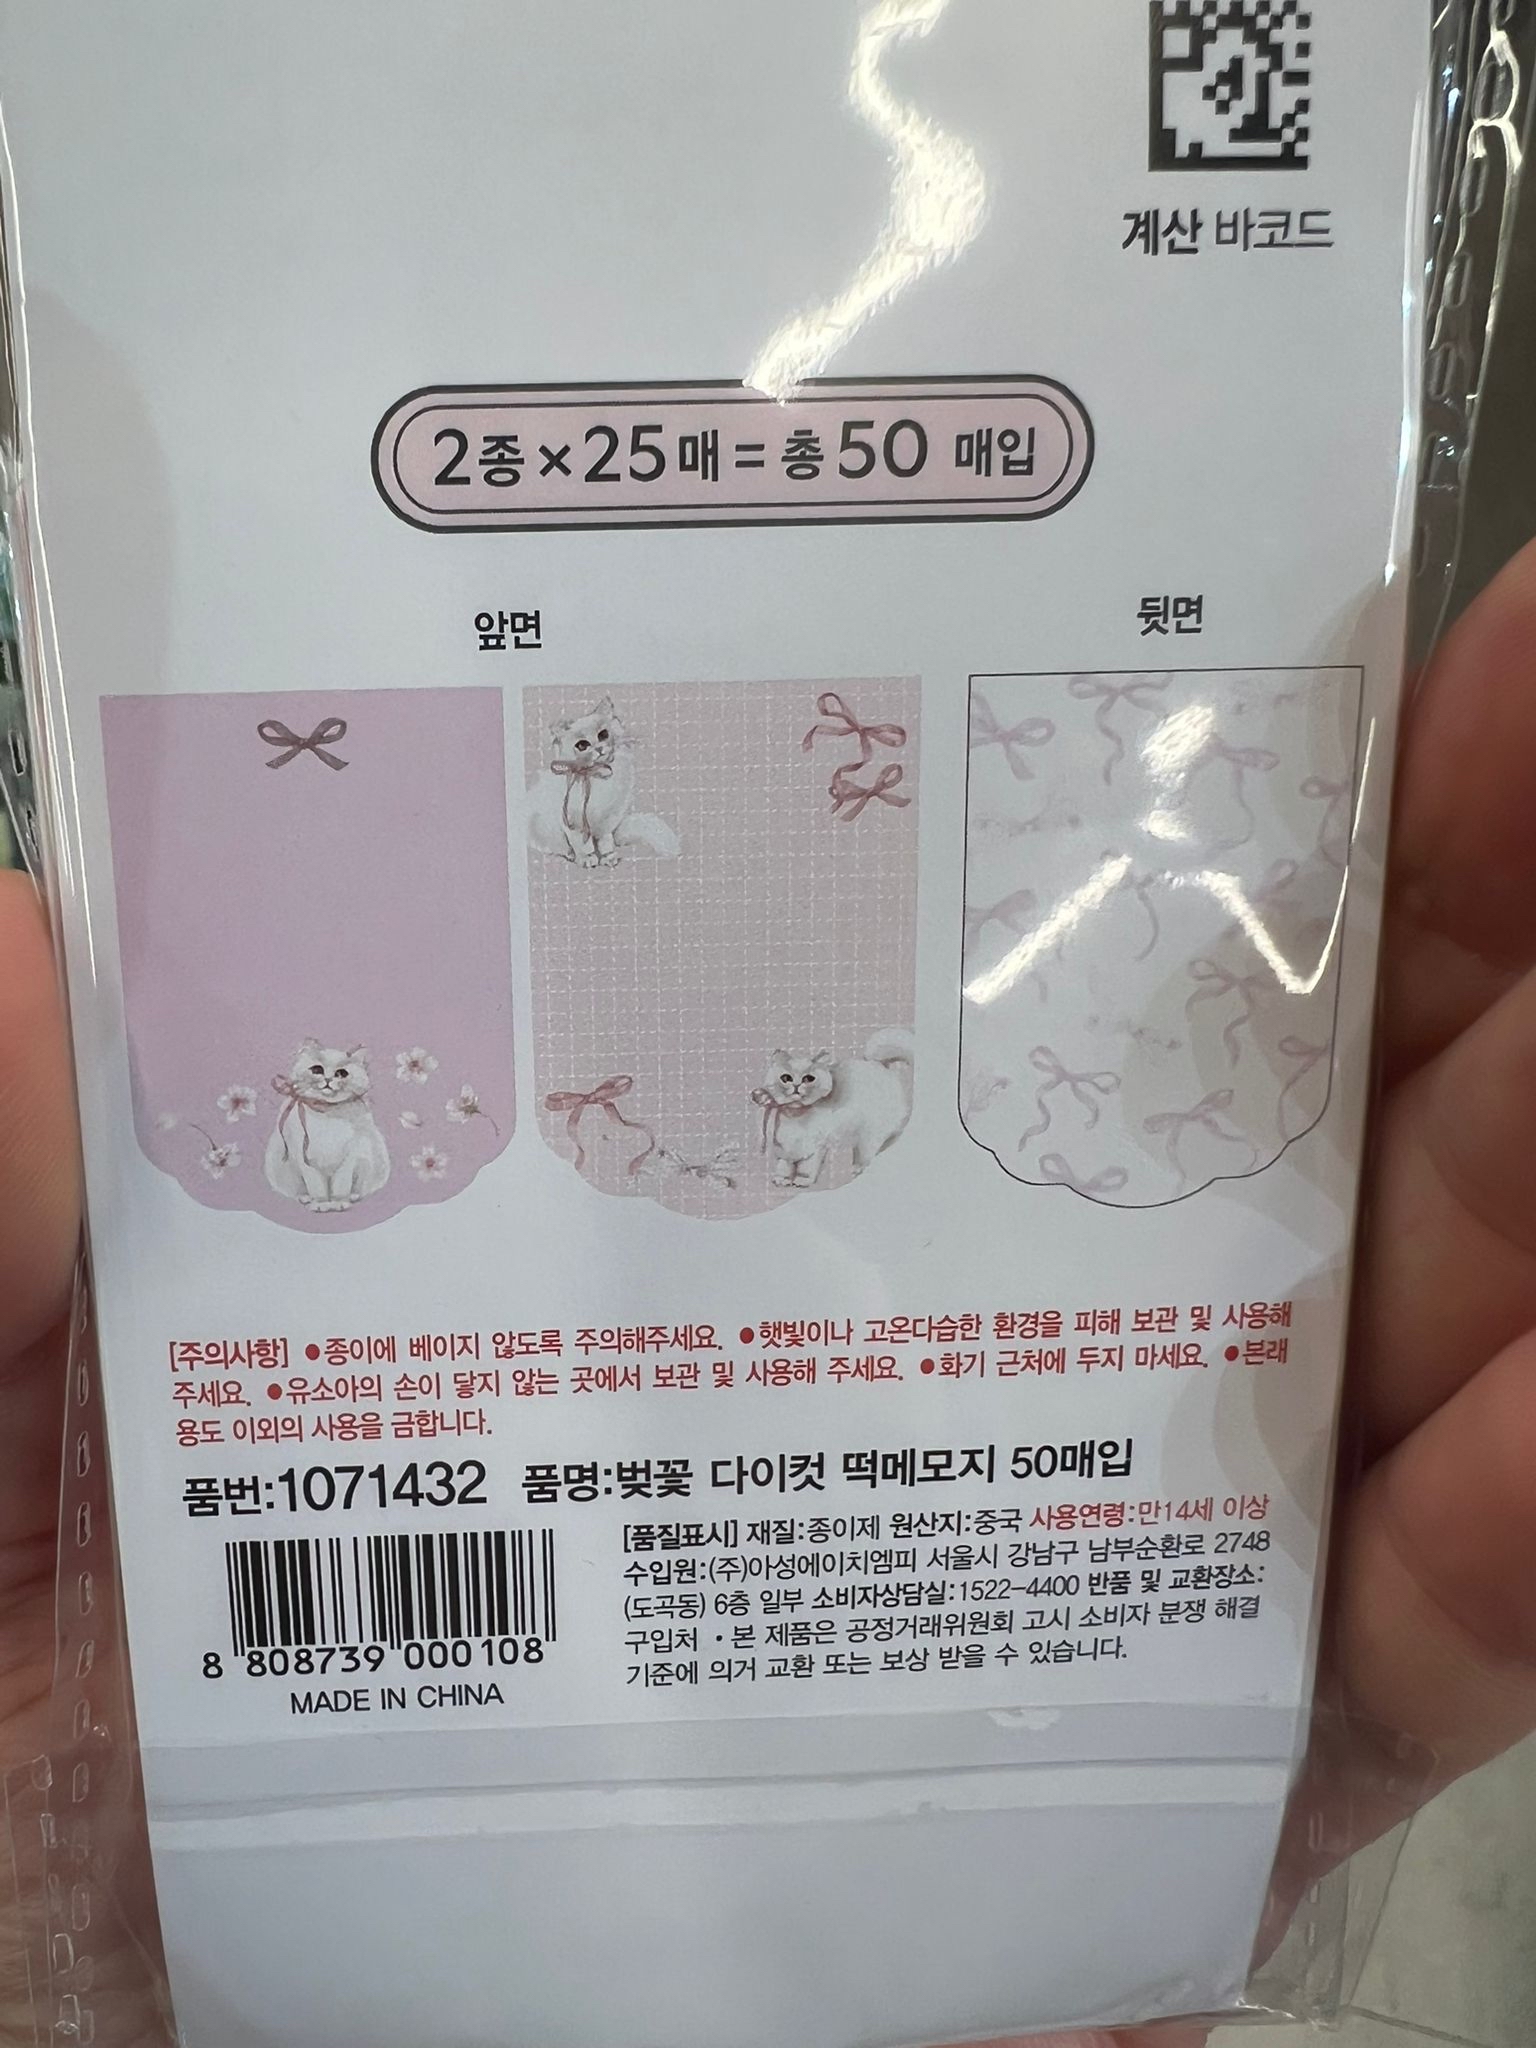 계산 바코드
2종×25매=총50 매입
앞면
뒷면
[주의사항] ●종이에 베이지 않도록 주의해주세요. ●햇빛이나 고온다습한 환경을 피해 보관 및 사용해
주세요. ●유소아의 손이 닿지 않는 곳에서 보관 및 사용해 주세요. ●화기 근처에 두지 마세요. ●본래
용도 이외의 사용을 금합니다.
품번:1071432 품명:벚꽃 다이컷 떡메모지 50매입
[품질표시] 재질:종이제 원산지:중국 사용연령:만14세 이상
수입원:(주)아성에이치엠피 서울시 강남구 남부순환로 2748
(도곡동) 6층 일부 소비자상담실:1522-4400 반품 및 교환장소:
구입처 · 본 제품은 공정거래위원회 고시 소비자 분쟁 해결
기준에 의거 교환 또는 보상 받을 수 있습니다.
8 808739 000108
MADE IN CHINA